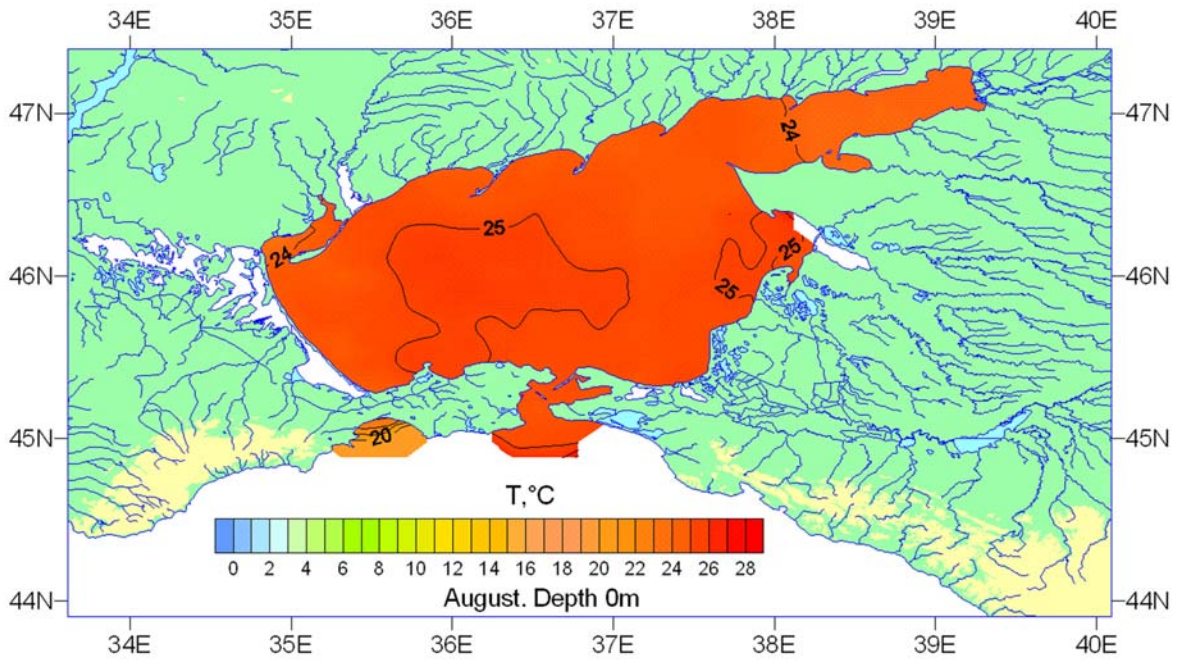 34E 35E 36E 37E 38E 39E 40E
47N 47N
24
25
24 25
46N 46N
25
45N 20 45N
T,°C
0 2 4 6 8 10 12 14 16 18 20 22 24 26 28
August. Depth 0m
44N 44N
34E 35E 36E 37E 38E 39E 40E